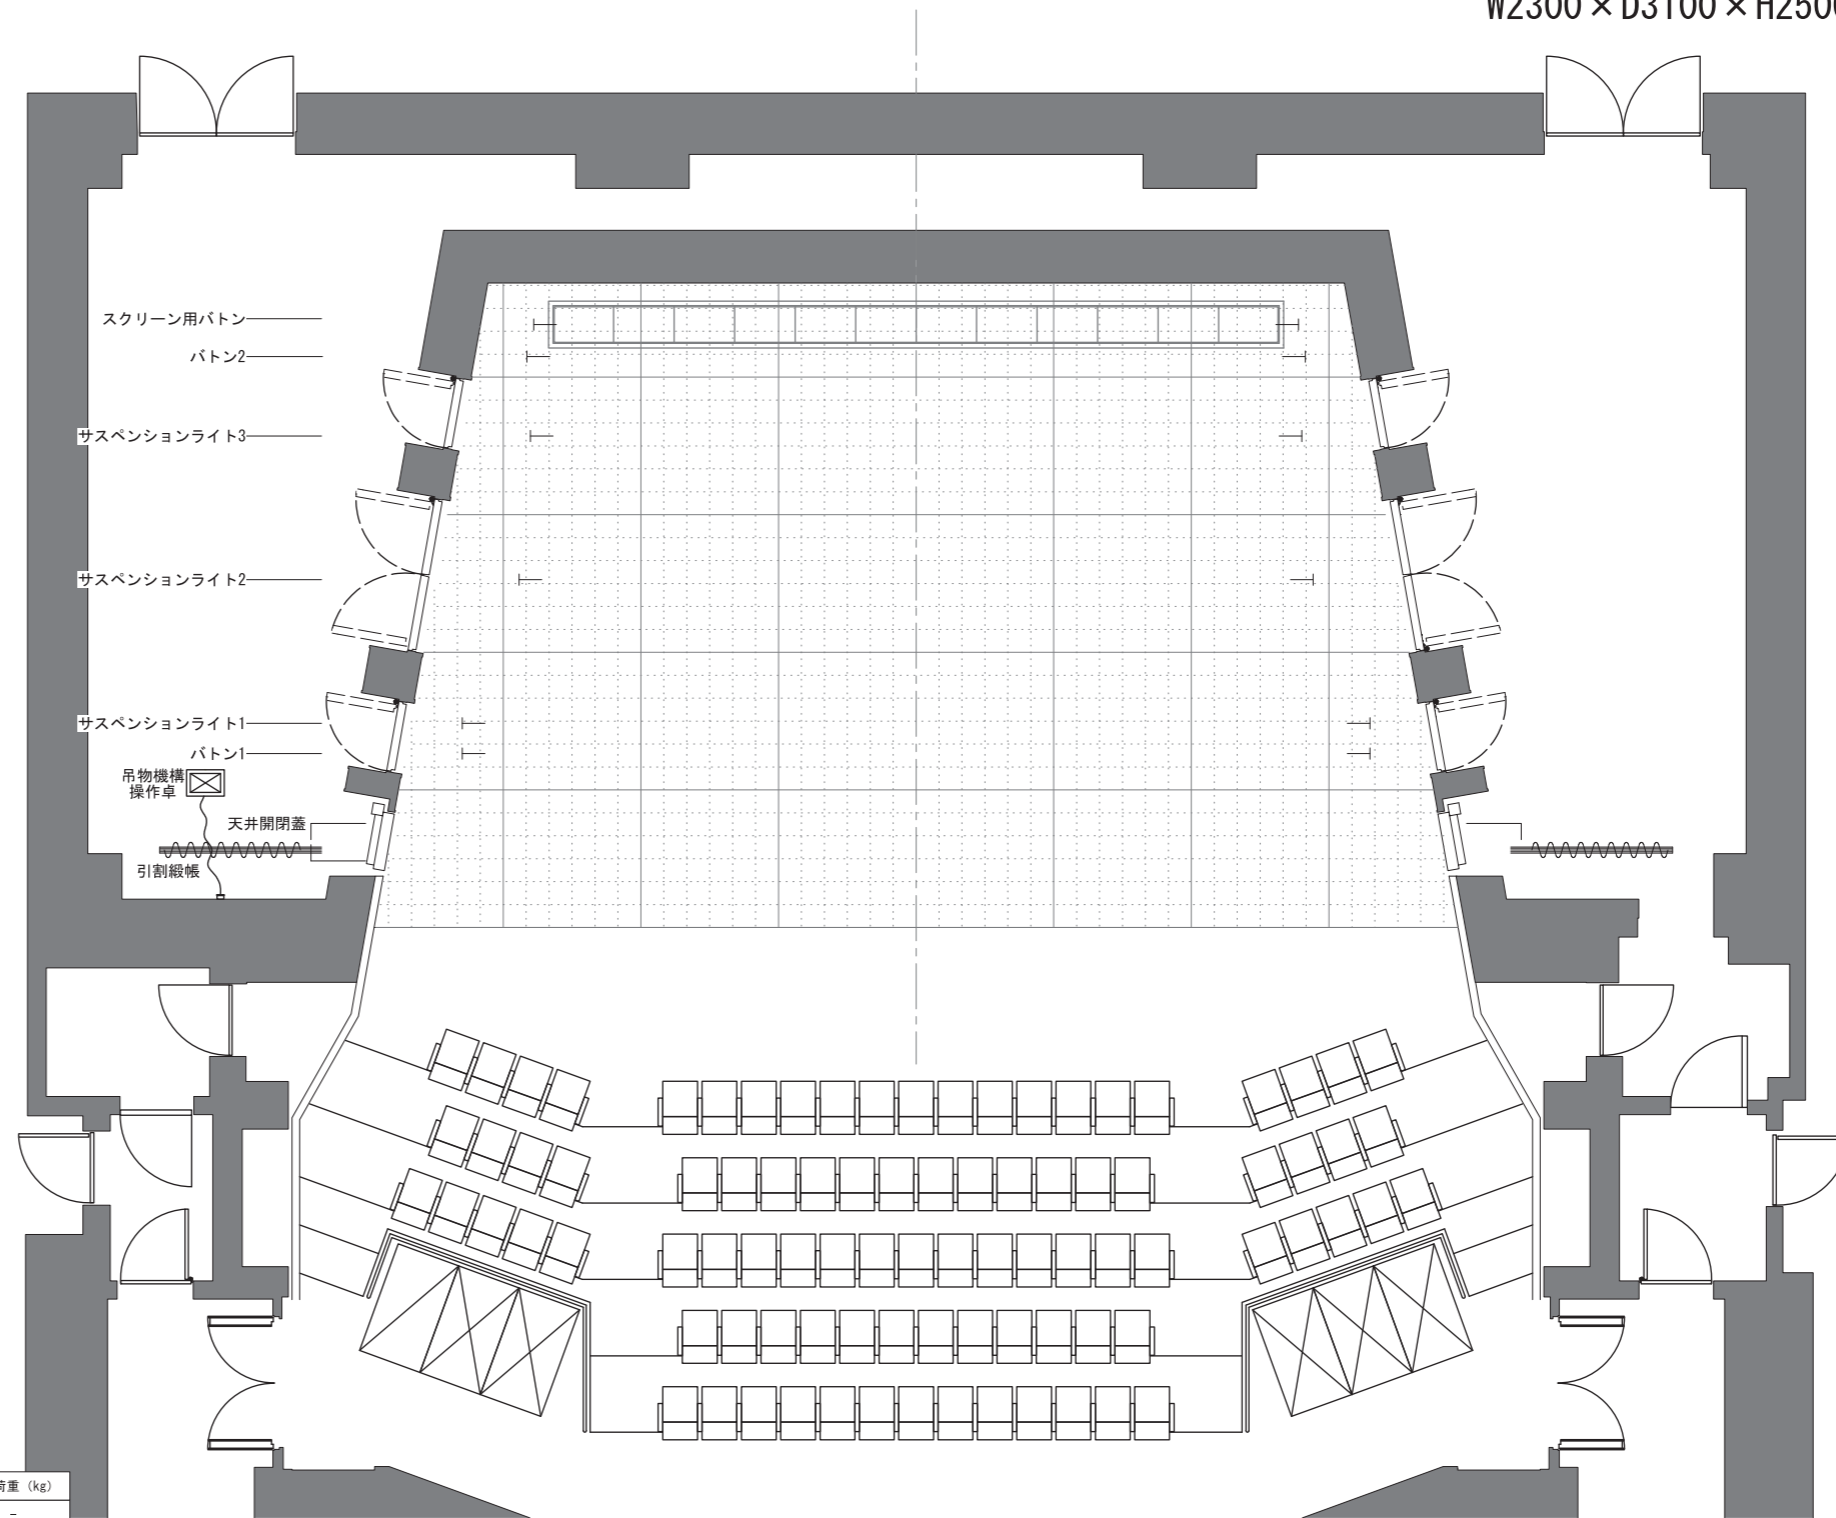 W2300×D3100×H250
スクリーン用バトン
バトン2
サスペンションライト3
サスペンションライト2
サスペンションライト1
バトン1
吊物機構
操作卓
天井開閉蓋
引割緞帳
荷重 (kg)
-